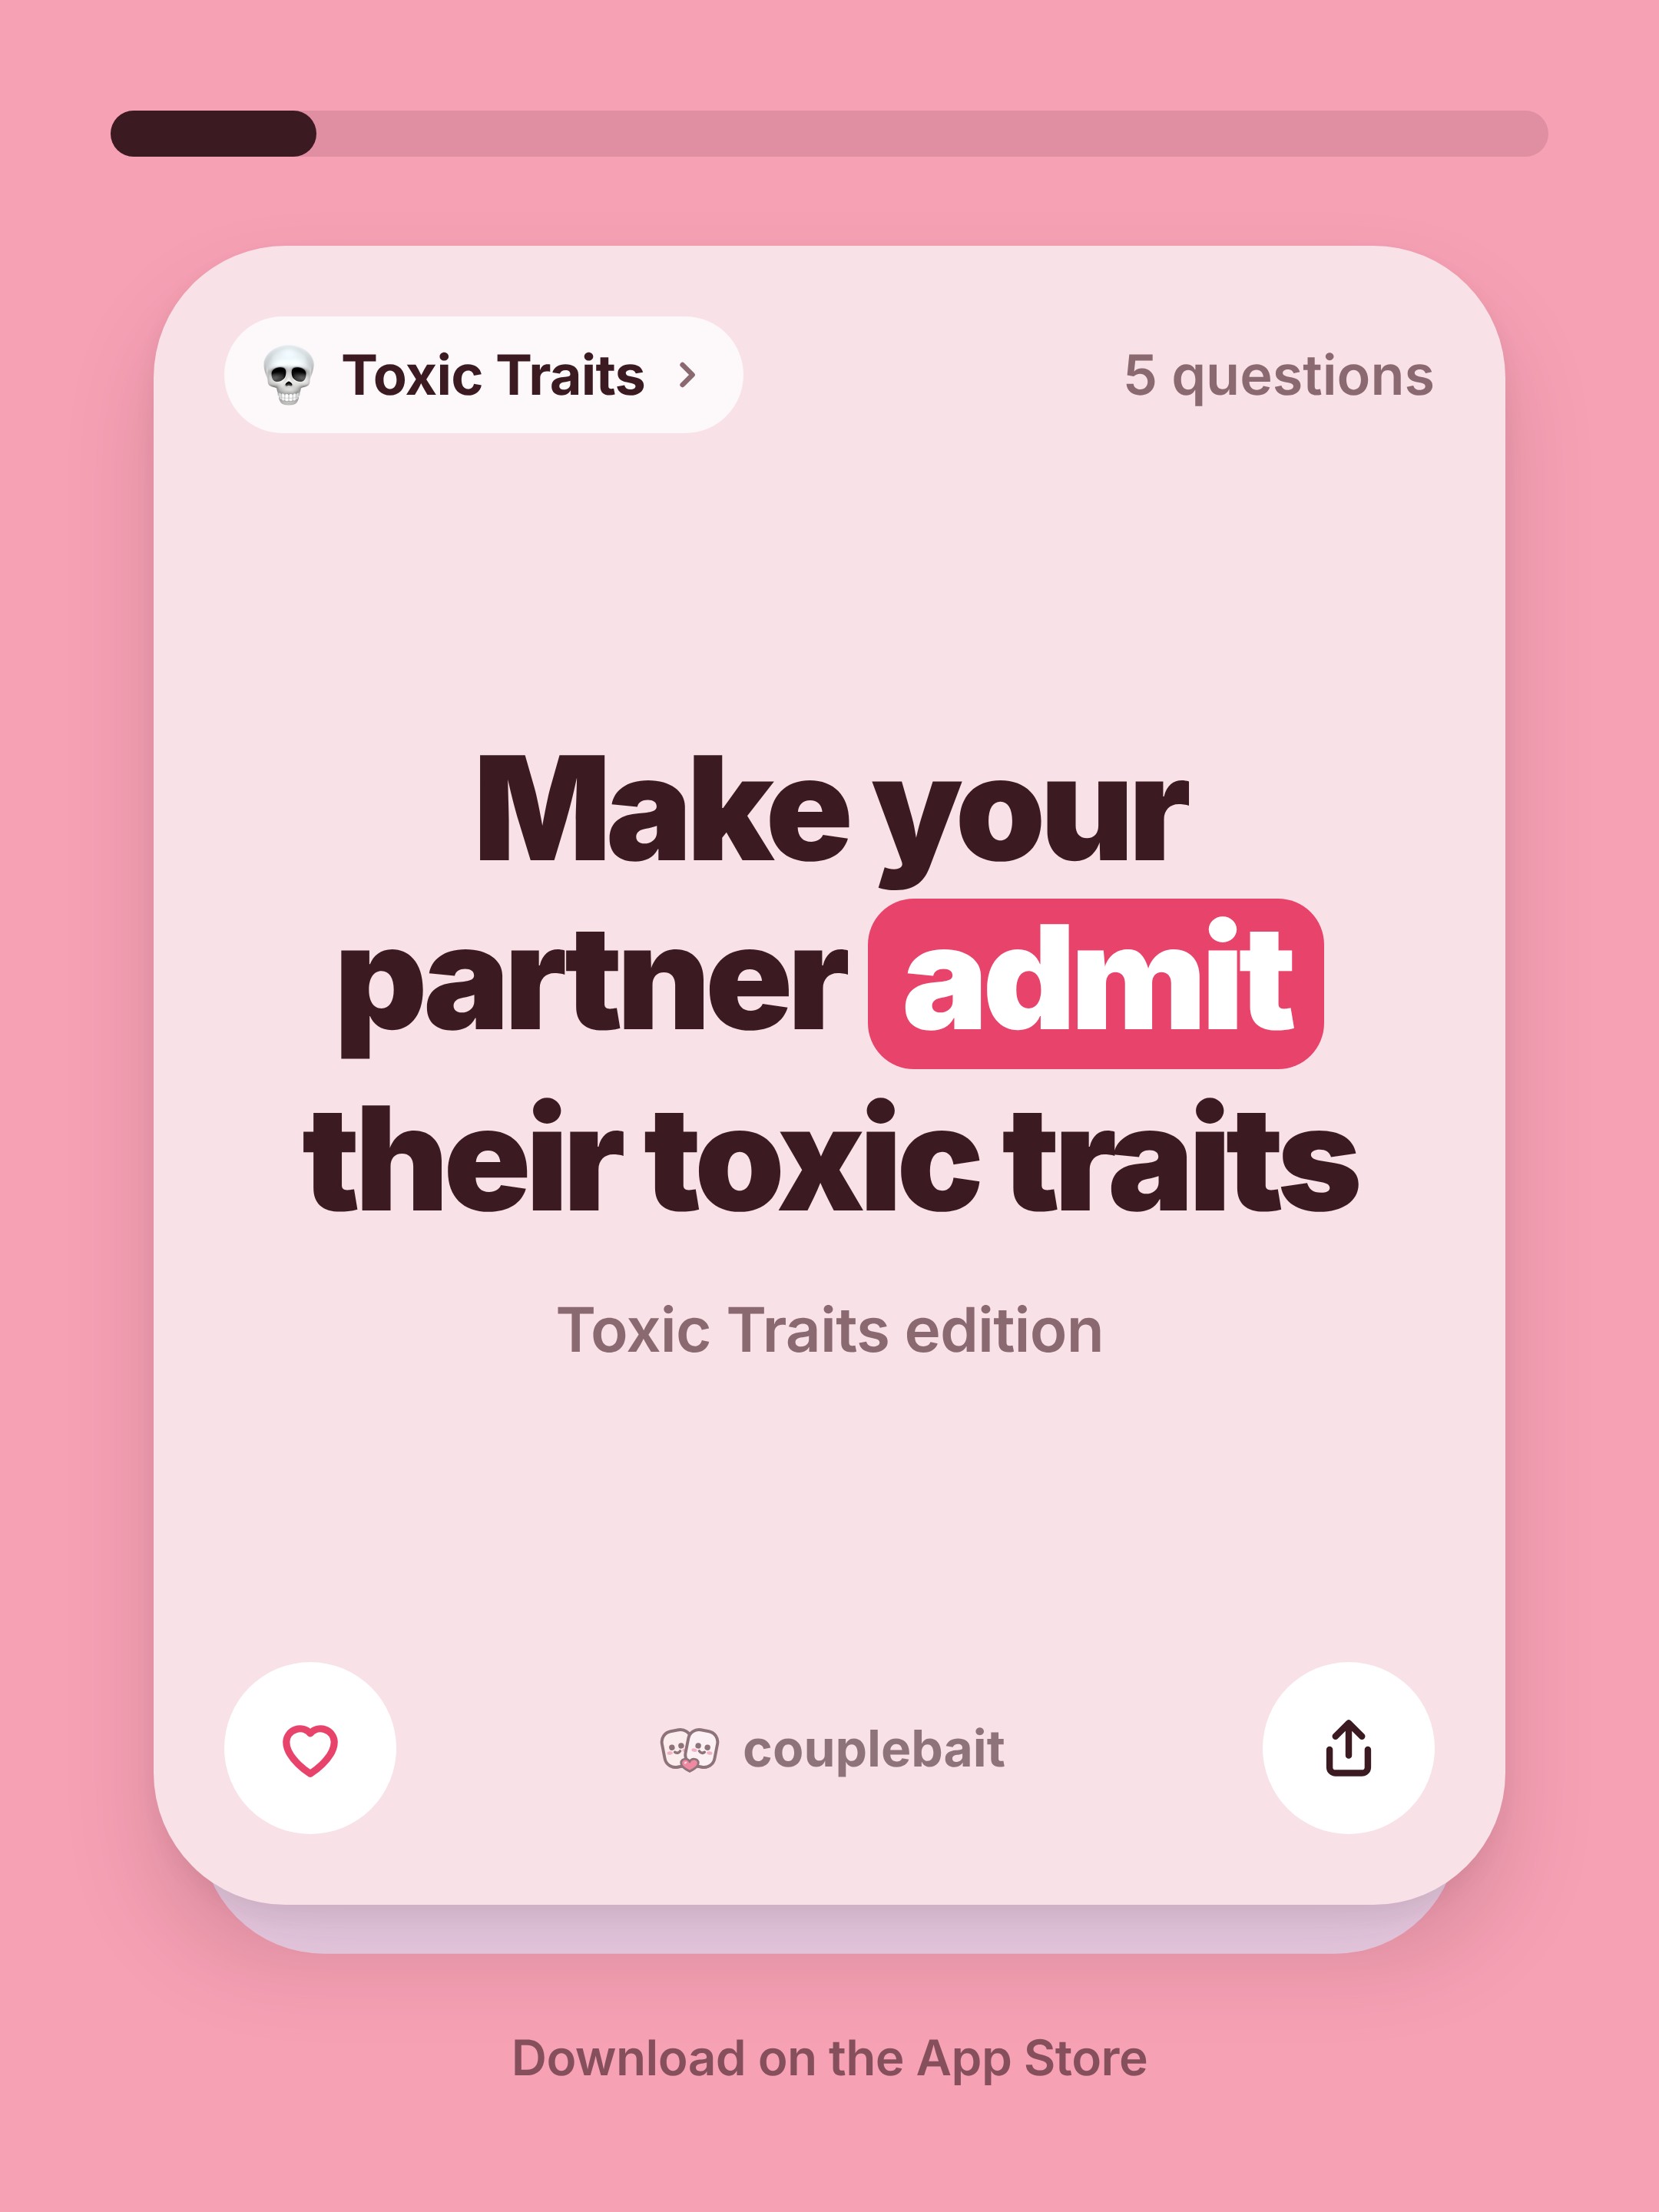 Toxic Traits
5 questions
Make your
partner admit
their toxic traits
Toxic Traits edition
couplebait
Download on the App Store